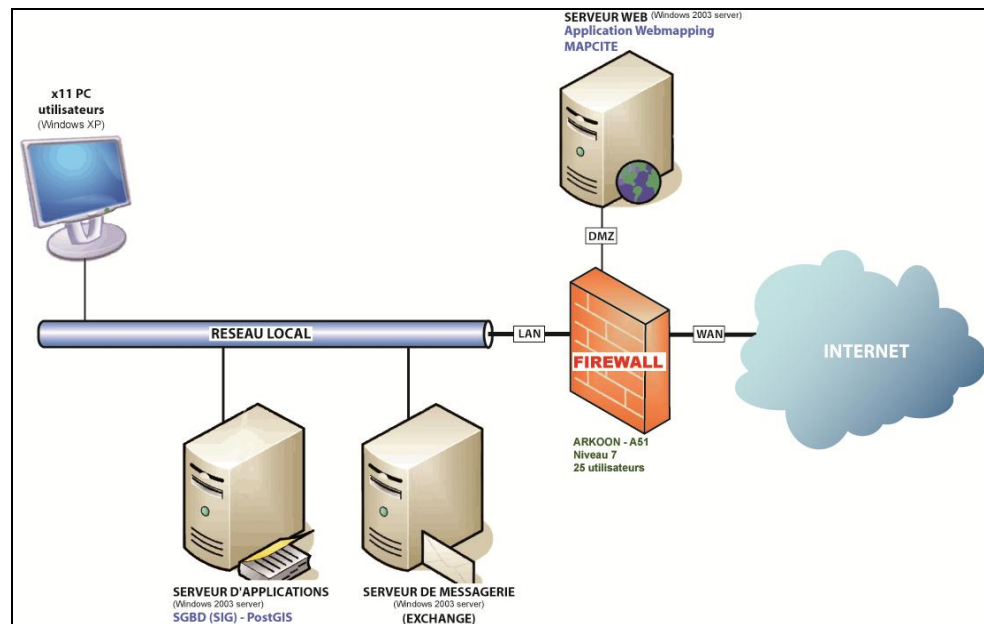 SERVEUR WEB (Windows 2003 server)
Application Webmapping
MAPCITE
x11 PC
utilisateurs
(Windows XP)
DMZ
RESEAU LOCAL
LAN
FIREWALL
WAN
INTERNET
ARKOON - A51
Niveau 7
25 utilisateurs
SERVEUR D'APPLICATIONS
(Windows 2003 server)
SGBD (SIG) - PostGIS
SERVEUR DE MESSAGERIE
(Windows 2003 server)
(EXCHANGE)